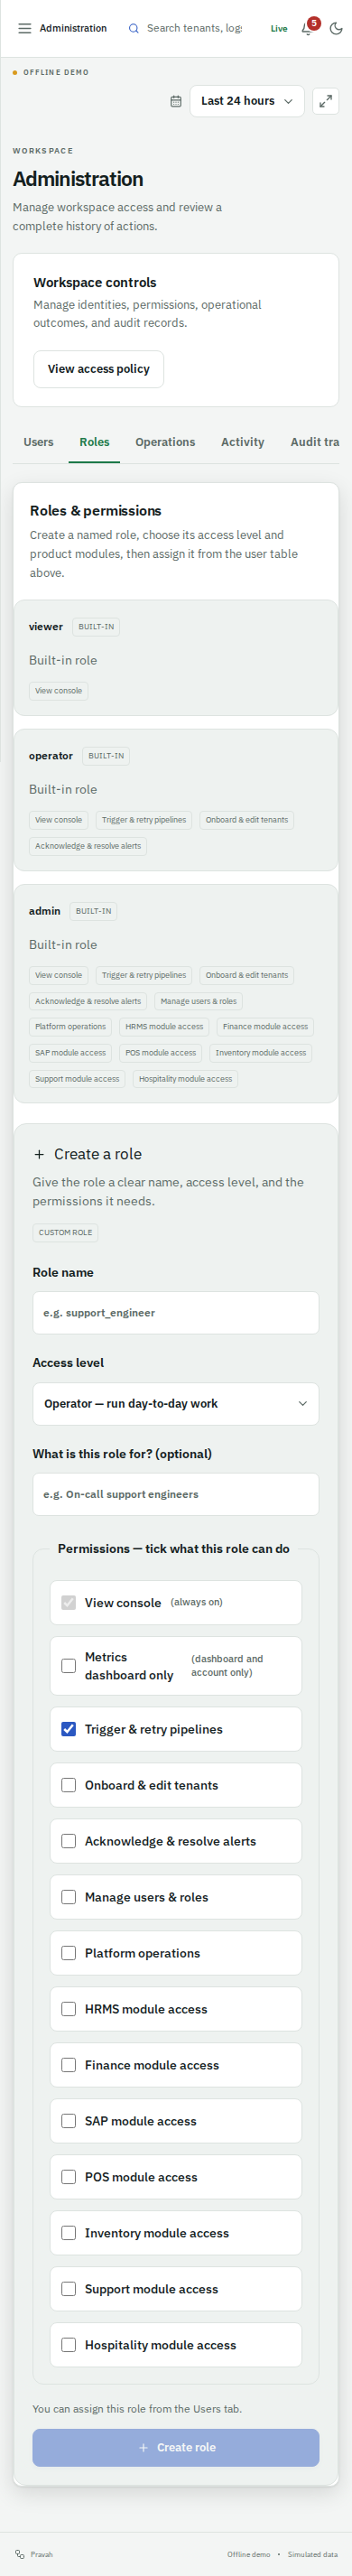 Administration
Search tenants, log
Live
5
OFFLINE DEMO
Last 24 hours
WORKSPACE
Administration
Manage workspace access and review a
complete history of actions.
Workspace controls
Manage identities, permissions, operational
outcomes, and audit records.
View access policy
Users Roles Operations Activity Audit tra
Roles & permissions
Create a named role, choose its access level and
product modules, then assign it from the user table
above.
viewer BUILT-IN
Built-in role
View console
operator BUILT-IN
Built-in role
View console Trigger & retry pipelines Onboard & edit tenants
Acknowledge & resolve alerts
admin BUILT-IN
Built-in role
View console Trigger & retry pipelines Onboard & edit tenants
Acknowledge & resolve alerts Manage users & roles
Platform operations HRMS module access Finance module access
SAP module access POS module access Inventory module access
Support module access Hospitality module access
+ Create a role
Give the role a clear name, access level, and the
permissions it needs.
CUSTOM ROLE
Role name
e.g. support_engineer
Access level
Operator — run day-to-day work
What is this role for? (optional)
e.g. On-call support engineers
Permissions — tick what this role can do
View console (always on)
Metrics
dashboard only
(dashboard and
account only)
Trigger & retry pipelines
Onboard & edit tenants
Acknowledge & resolve alerts
Manage users & roles
Platform operations
HRMS module access
Finance module access
SAP module access
POS module access
Inventory module access
Support module access
Hospitality module access
You can assign this role from the Users tab.
+ Create role
Pravah
Offline demo • Simulated data